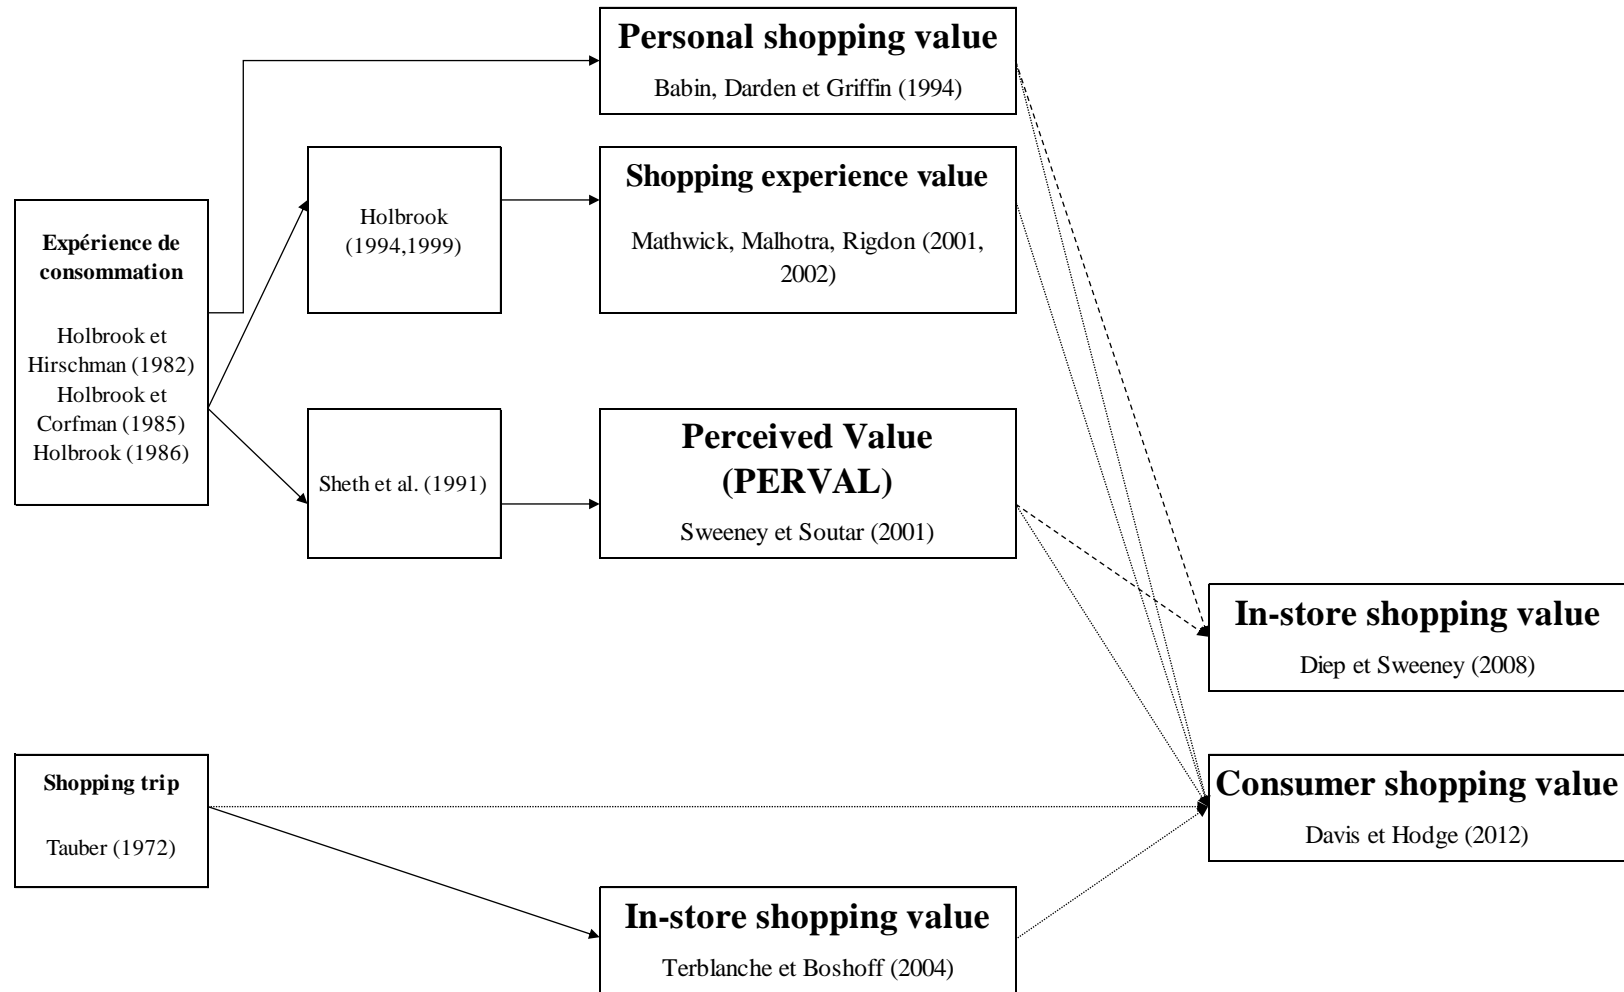 Personal shopping value
Babin, Darden et Griffin (1994)
Shopping experience value
Mathwick, Malhotra, Rigdon (2001,
2002)
Holbrook
(1994,1999)
Expérience de
consommation
Holbrook et
Hirschman (1982)
Holbrook et
Corfman (1985)
Holbrook (1986)
Sheth et al. (1991)
Perceived Value
(PERVAL)
Sweeney et Soutar (2001)
In-store shopping value
Diep et Sweeney (2008)
Shopping trip
Tauber (1972)
Consumer shopping value
Davis et Hodge (2012)
In-store shopping value
Terblanche et Boshoff (2004)